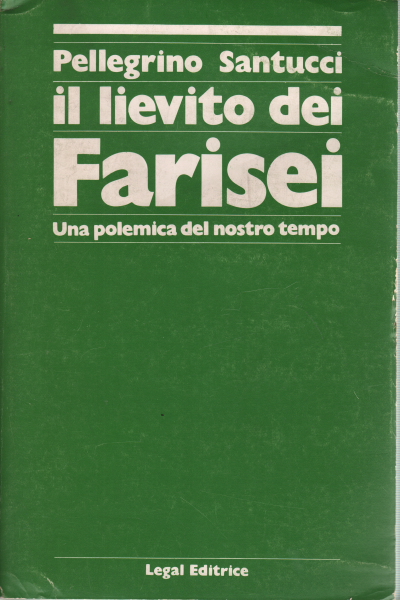 Pellegrino Santucci
il lievito dei
Farisei
Una polemica del nostro tempo
Legal Editrice